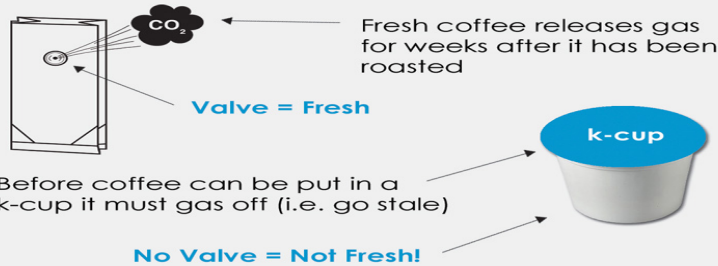 CO2
Fresh coffee releases gas
for weeks after it has been
roasted
Valve = Fresh
k-cup
Before coffee can be put in a
k-cup it must gas off (i.e. go stale)
No Valve = Not Fresh!